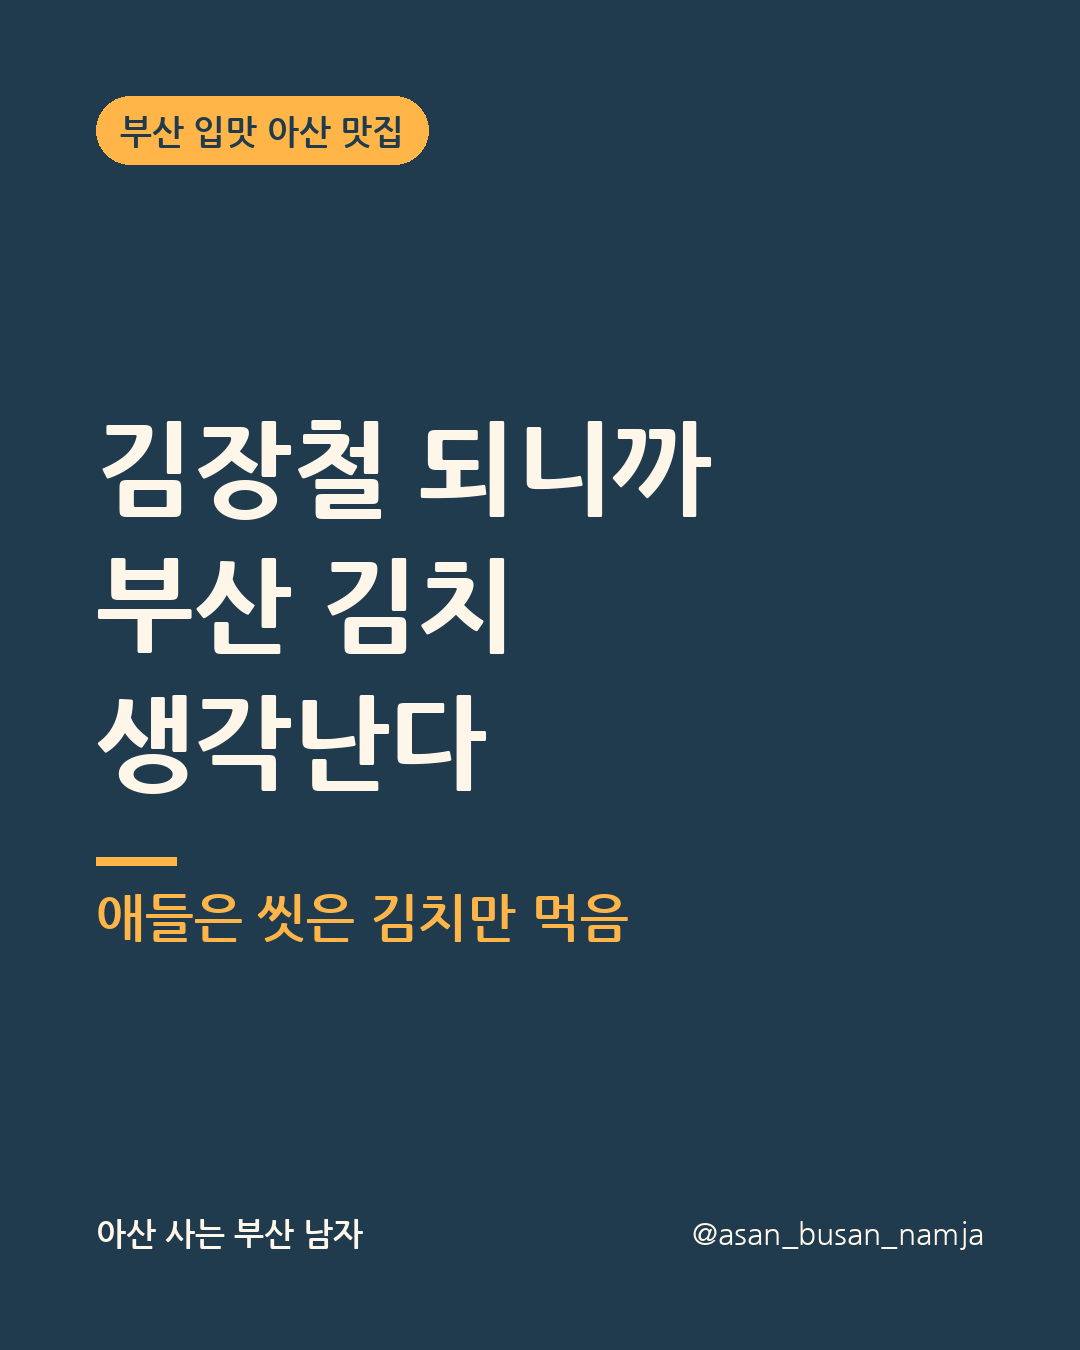 부산 입맛 아산 맛집
김장철 되니까
부산 김치
생각난다
애들은 씻은 김치만 먹음
아산 사는 부산 남자
@asan_busan_namja